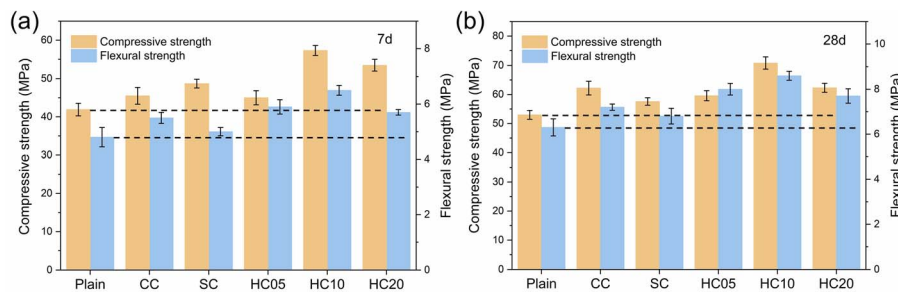 (a)
7d
Compressive strength
Flexural strength
Compressive strength (MPa)
60
50
40
30
20
10
0
Flexural strength (MPa)
8
6
4
2
0
Plain CC SC HC05 HC10 HC20
(b)
28d
Compressive strength
Flexural strength
Compressive strength (MPa)
80
70
60
50
40
30
20
10
0
Flexural strength (MPa)
10
8
6
4
2
0
Plain CC SC HC05 HC10 HC20